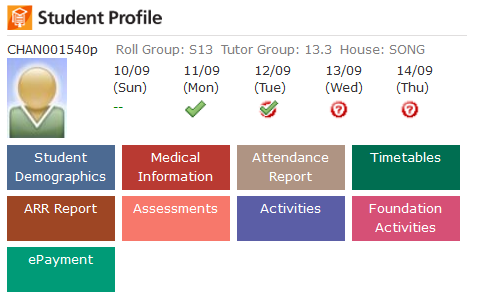 Student Profile
CHAN001540p Roll Group: S13 Tutor Group: 13.3 House: SONG
10/09 11/09 12/09 13/09 14/09
(Sun) (Mon) (Tue) (Wed) (Thu)
--
Student Medical Attendance Timetables
Demographics Information Report
ARR Report Assessments Activities Foundation
Activities
ePayment